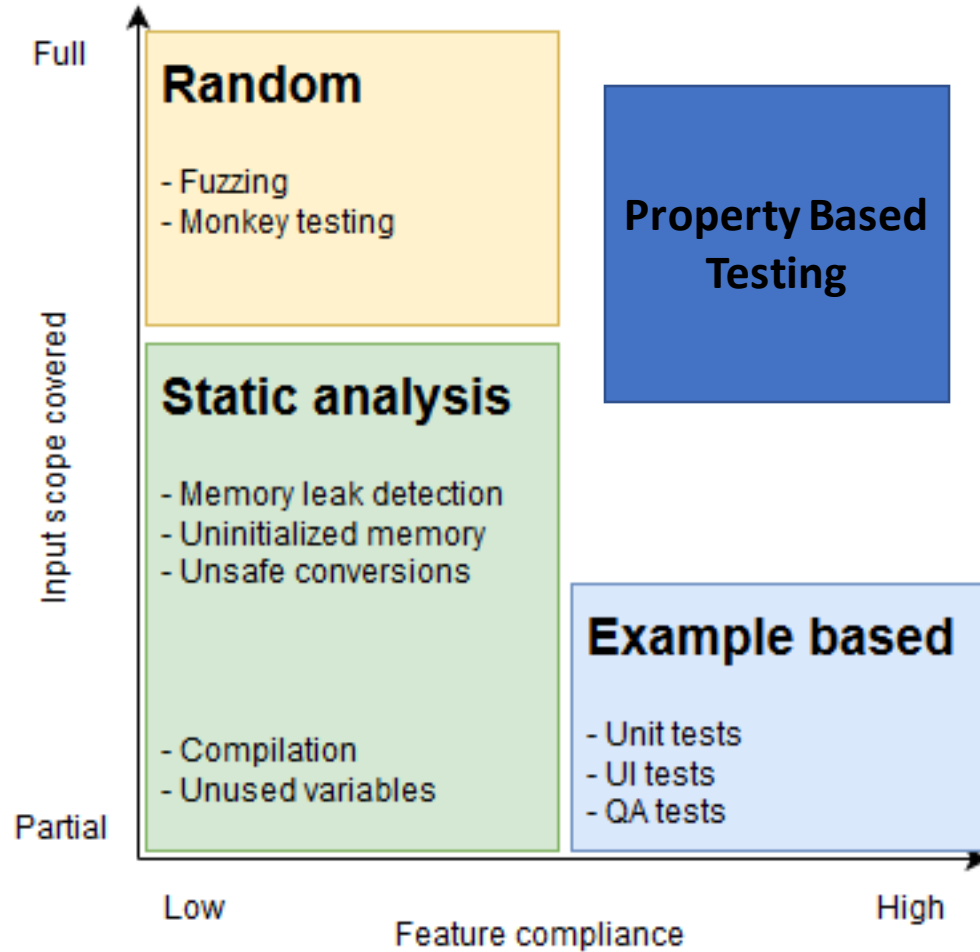 Full
Random
- Fuzzing
- Monkey testing
Property Based
Testing
Input scope covered
Static analysis
- Memory leak detection
- Uninitialized memory
- Unsafe conversions
- Compilation
- Unused variables
Example based
- Unit tests
- UI tests
- QA tests
Partial
Low
High
Feature compliance